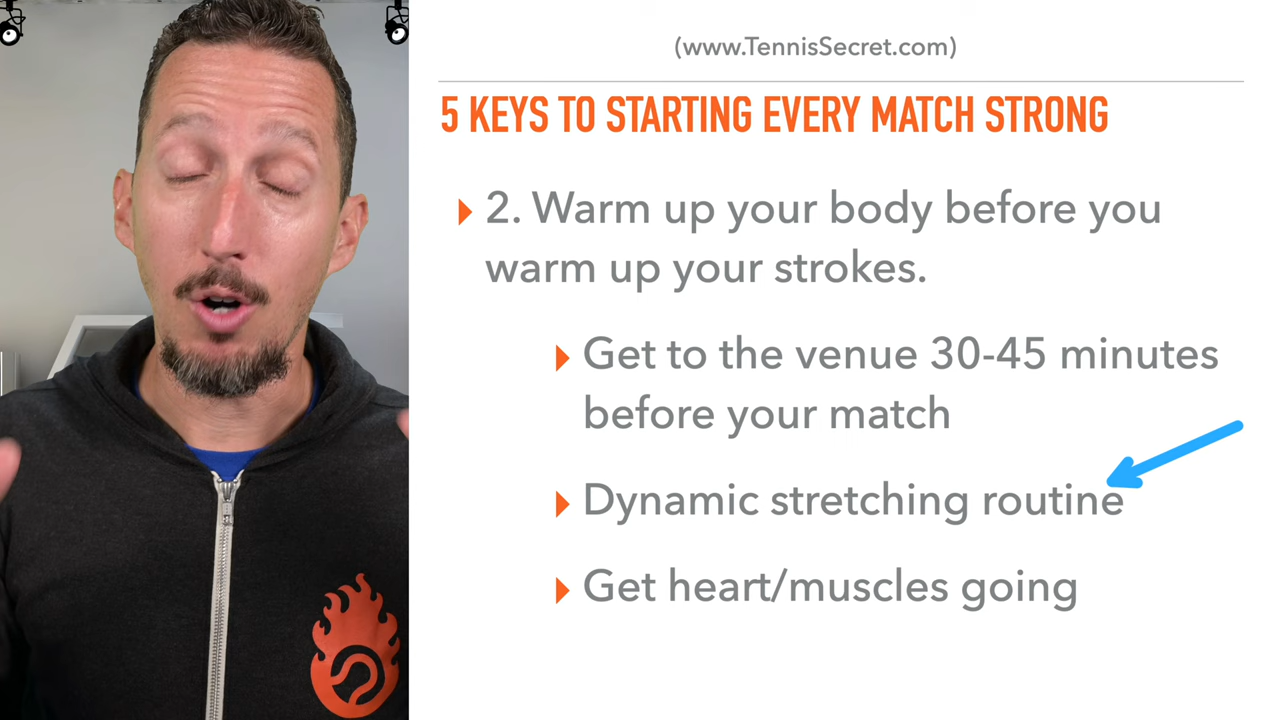 (www.TennisSecret.com)
5 KEYS TO STARTING EVERY MATCH STRONG
2. Warm up your body before you
warm up your strokes.
Get to the venue 30-45 minutes
before your match
Dynamic stretching routine
Get heart/muscles going